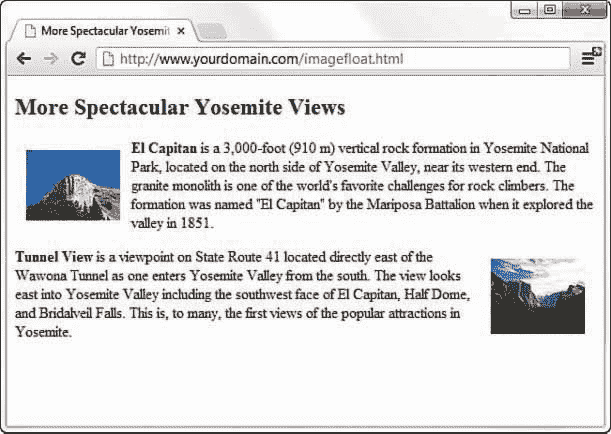 More Spectacular Yosemit
http://www.yourdomain.com/imagefloat.html
More Spectacular Yosemite Views
El Capitan is a 3,000-foot (910 m) vertical rock formation in Yosemite National
Park, located on the north side of Yosemite Valley, near its western end. The
granite monolith is one of the world's favorite challenges for rock climbers. The
formation was named "El Capitan" by the Mariposa Battalion when it explored the
valley in 1851.
Tunnel View is a viewpoint on State Route 41 located directly east of the
Wawona Tunnel as one enters Yosemite Valley from the south. The view looks
east into Yosemite Valley including the southwest face of El Capitan, Half Dome,
and Bridalveil Falls. This is, to many, the first views of the popular attractions in
Yosemite.